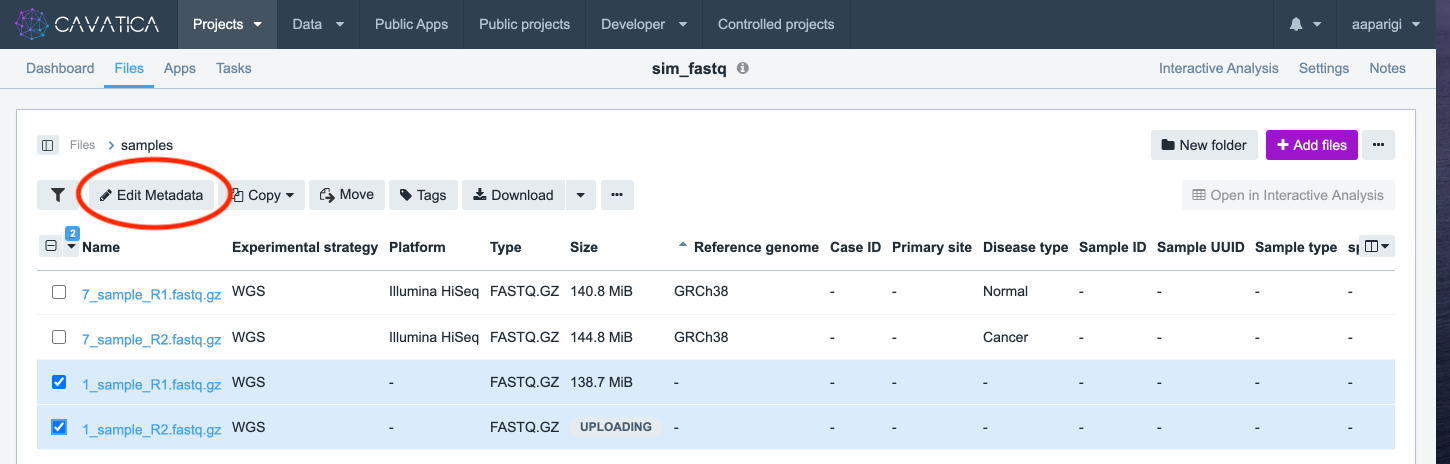 CAVATICA Projects Data Public Apps Public projects Developer Controlled projects aaparigi
Dashboard Files Apps Tasks sim_fastq Interactive Analysis Settings Notes
Files > samples New folder + Add files
Edit Metadata Copy Move Tags Download Open in Interactive Analysis
2 Name Experimental strategy Platform Type Size Reference genome Case ID Primary site Disease type Sample ID Sample UUID Sample type
7_sample_R1.fastq.gz WGS Illumina HiSeq FASTQ.GZ 140.8 MiB GRCh38 - - Normal - - - -
7_sample_R2.fastq.gz WGS Illumina HiSeq FASTQ.GZ 144.8 MiB GRCh38 - - Cancer - - - -
1_sample_R1.fastq.gz WGS - FASTQ.GZ 138.7 MiB - - - - - - - -
1_sample_R2.fastq.gz WGS - FASTQ.GZ UPLOADING - - - - - - - -